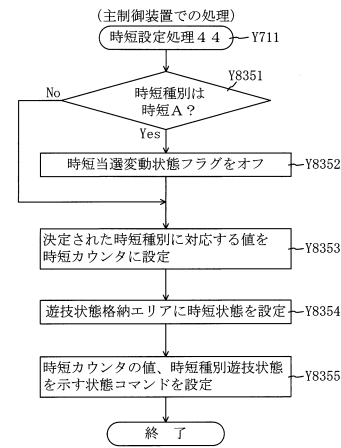 (主制御装置での処理)
時短設定処理44
Y711
Y8351
No
時短種別は
時短A?
Yes
時短当選変動状態フラグをオフ
Y8352
決定された時短種別に対応する値を
時短カウンタに設定
Y8353
遊技状態格納エリアに時短状態を設定
Y8354
時短カウンタの値、時短種別遊技状態
を示す状態コマンドを設定
Y8355
終 了